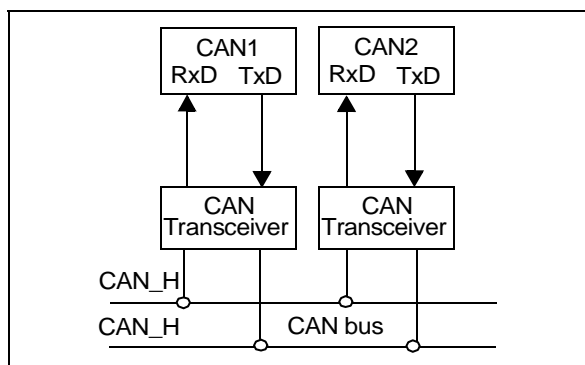 CAN1 CAN2
RxD TxD RxD TxD
CAN CAN
Transceiver Transceiver
CAN_H
CAN_H CAN bus